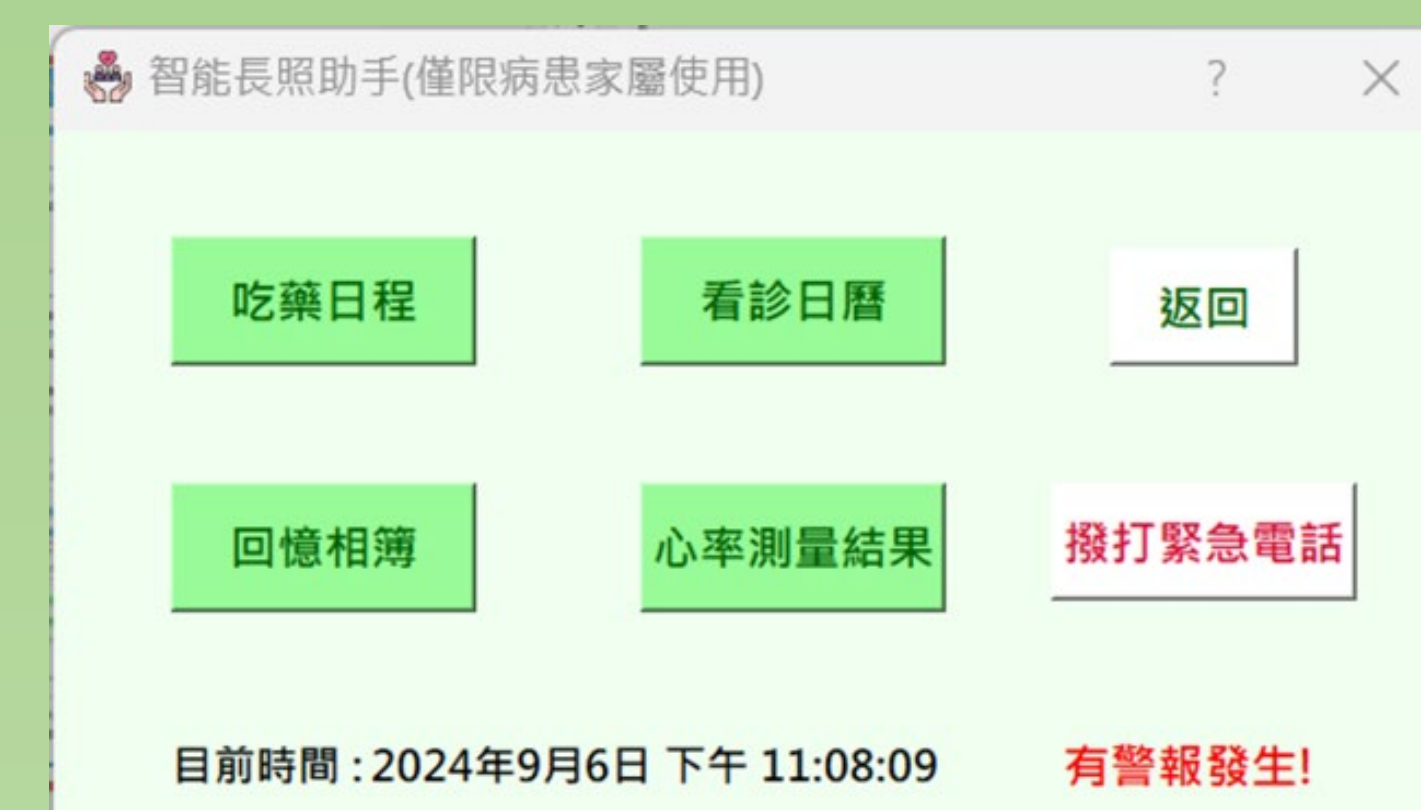 智能長照助手(僅限病患家屬使用)
吃藥日程
看診日曆
返回
回憶相簿
心率測量結果
撥打緊急電話
目前時間 : 2024年9月6日 下午 11:08:09
有警報發生!